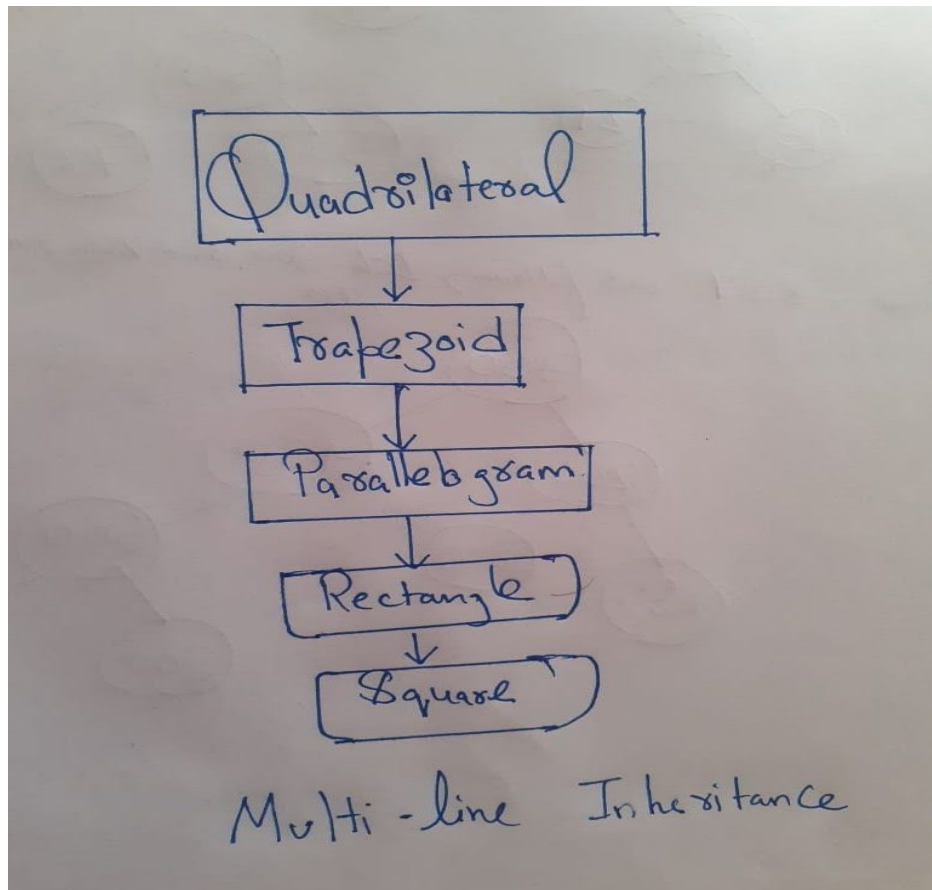 Quadrilateral
Trapezoid
Parallelogram
Rectangle
Square
Multi-line Inheritance